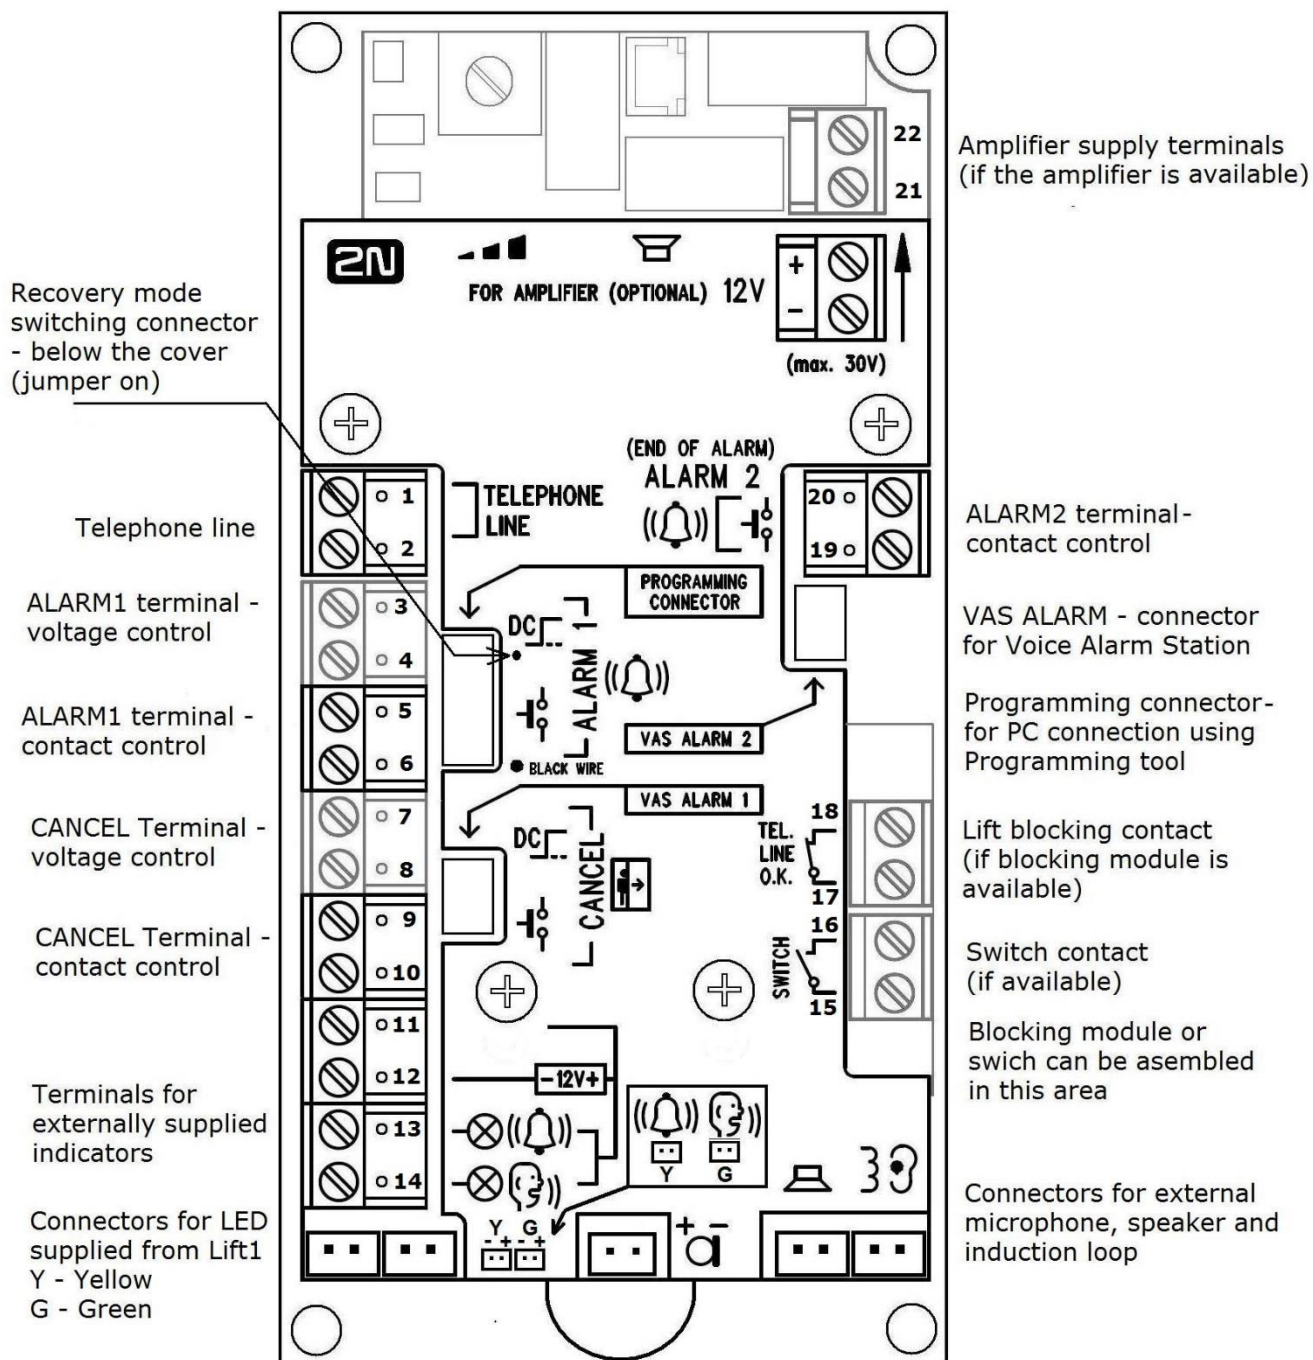 22
21
Amplifier supply terminals
(if the amplifier is available)
2N
FOR AMPLIFIER (OPTIONAL) 12V
+
-
(max. 30V)
Recovery mode
switching connector
- below the cover
(jumper on)
(END OF ALARM)
ALARM 2
1
2
TELEPHONE
LINE
20
19
Telephone line
ALARM2 terminal-
contact control
ALARM1 terminal -
voltage control
3
4
DC
ALARM 1
PROGRAMMING
CONNECTOR
VAS ALARM - connector
for Voice Alarm Station
ALARM1 terminal -
contact control
5
6
BLACK WIRE
VAS ALARM 2
VAS ALARM 1
Programming connector-
for PC connection using
Programming tool
CANCEL Terminal -
voltage control
7
8
DC
CANCEL
18
TEL.
LINE
O.K.
17
Lift blocking contact
(if blocking module is
available)
CANCEL Terminal -
contact control
9
10
16
SWITCH
15
Switch contact
(if available)
Blocking module or
swich can be asembled
in this area
Terminals for
externally supplied
indicators
11
12
13
14
-12V+
Y G
Connectors for LED
supplied from Lift1
Y - Yellow
G - Green
Y G
- + - +
+ -
Connectors for external
microphone, speaker and
induction loop